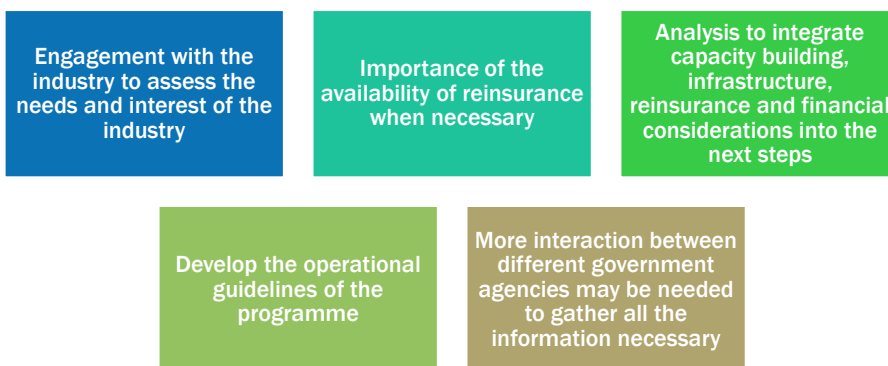 Engagement with the
industry to assess the
needs and interest of the
industry
Importance of the
availability of reinsurance
when necessary
Analysis to integrate
capacity building,
infrastructure,
reinsurance and financial
considerations into the
next steps
Develop the operational
guidelines of the
programme
More interaction between
different government
agencies may be needed
to gather all the
information necessary